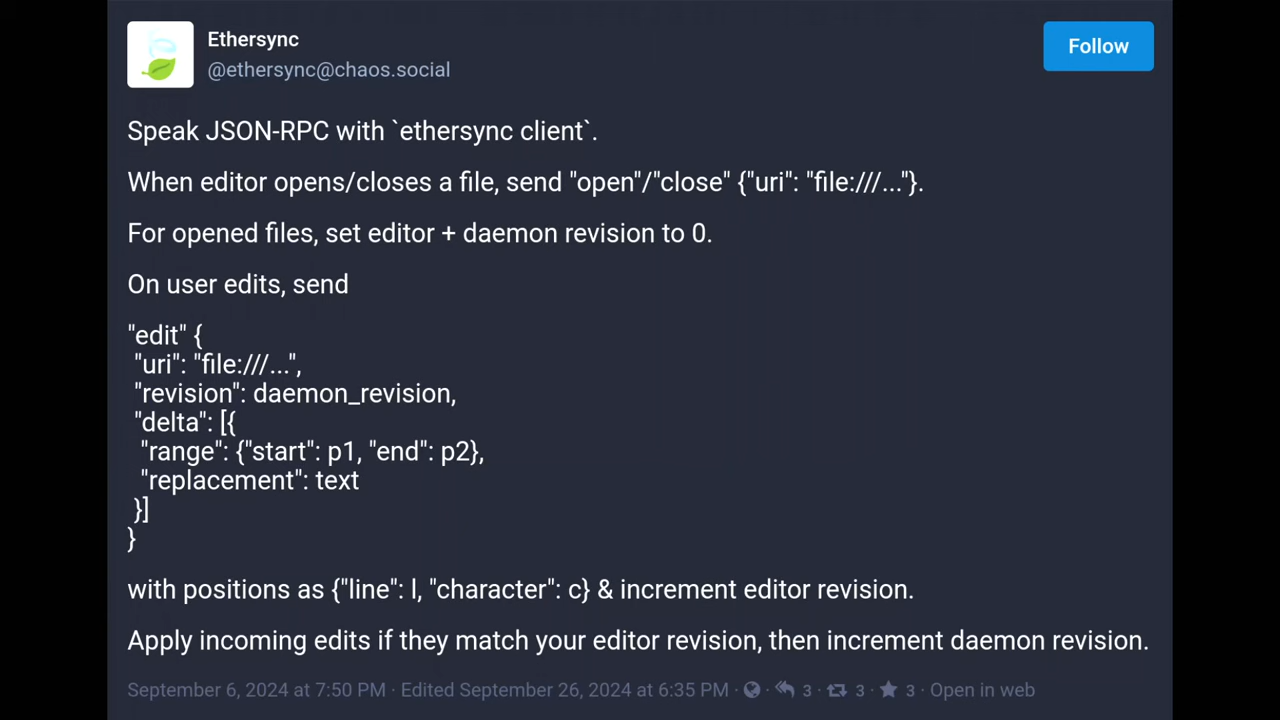 Ethersync
@ethersync@chaos.social
Follow
Speak JSON-RPC with `ethersync client`.
When editor opens/closes a file, send "open"/"close" {"uri": "file:///..."}.
For opened files, set editor + daemon revision to 0.
On user edits, send
"edit" {
"uri": "file:///...",
"revision": daemon_revision,
"delta": [{
"range": {"start": p1, "end": p2},
"replacement": text
}]
}
with positions as {"line": l, "character": c} & increment editor revision.
Apply incoming edits if they match your editor revision, then increment daemon revision.
September 6, 2024 at 7:50 PM · Edited September 26, 2024 at 6:35 PM · · 3 · 3 · 3 · Open in web